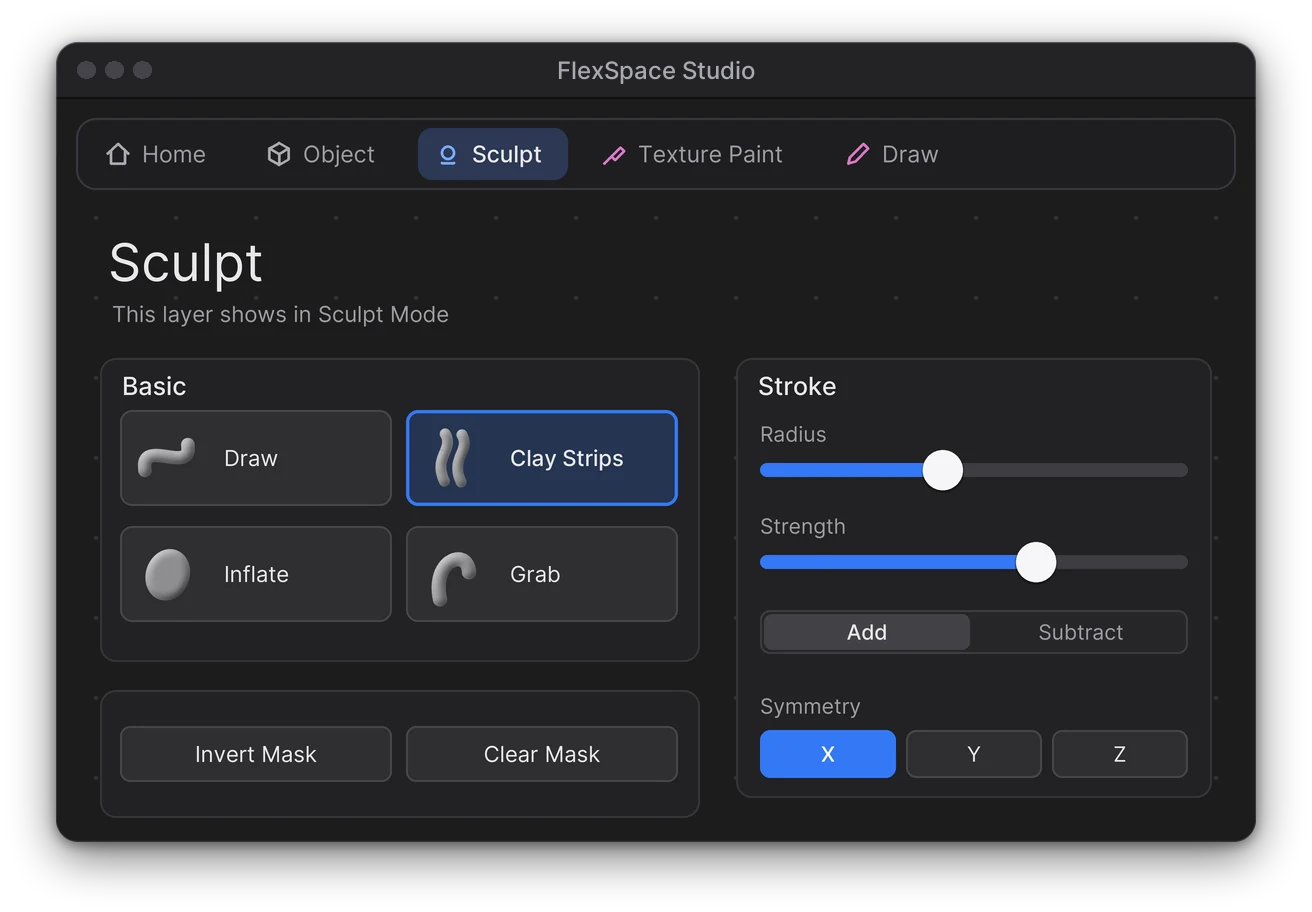 FlexSpace Studio
Home Object Sculpt Texture Paint Draw
Sculpt
This layer shows in Sculpt Mode
Basic
Draw Clay Strips
Inflate Grab
Invert Mask Clear Mask
Stroke
Radius
Strength
Add Subtract
Symmetry
X Y Z